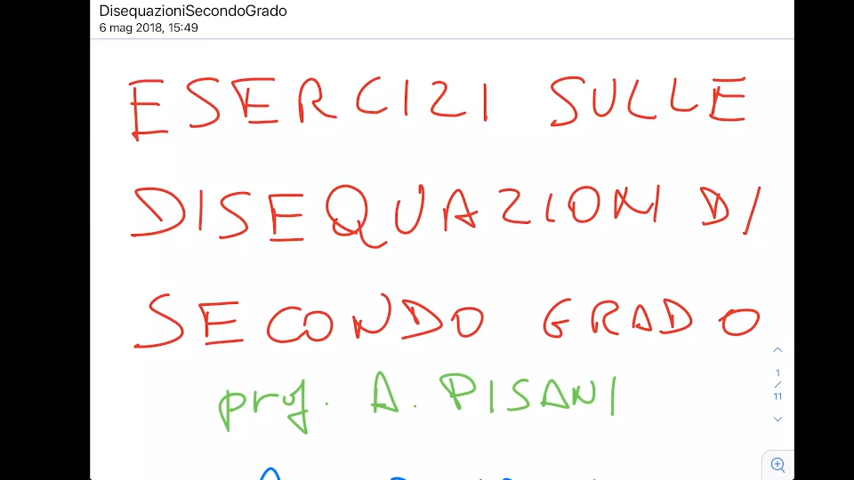 DisequazioniSecondoGrado
6 mag 2018, 15:49
ESERCIZI SULLE
DISEQUAZIONI DI
SECONDO GRADO
prof. A. PISANI
1
/
11